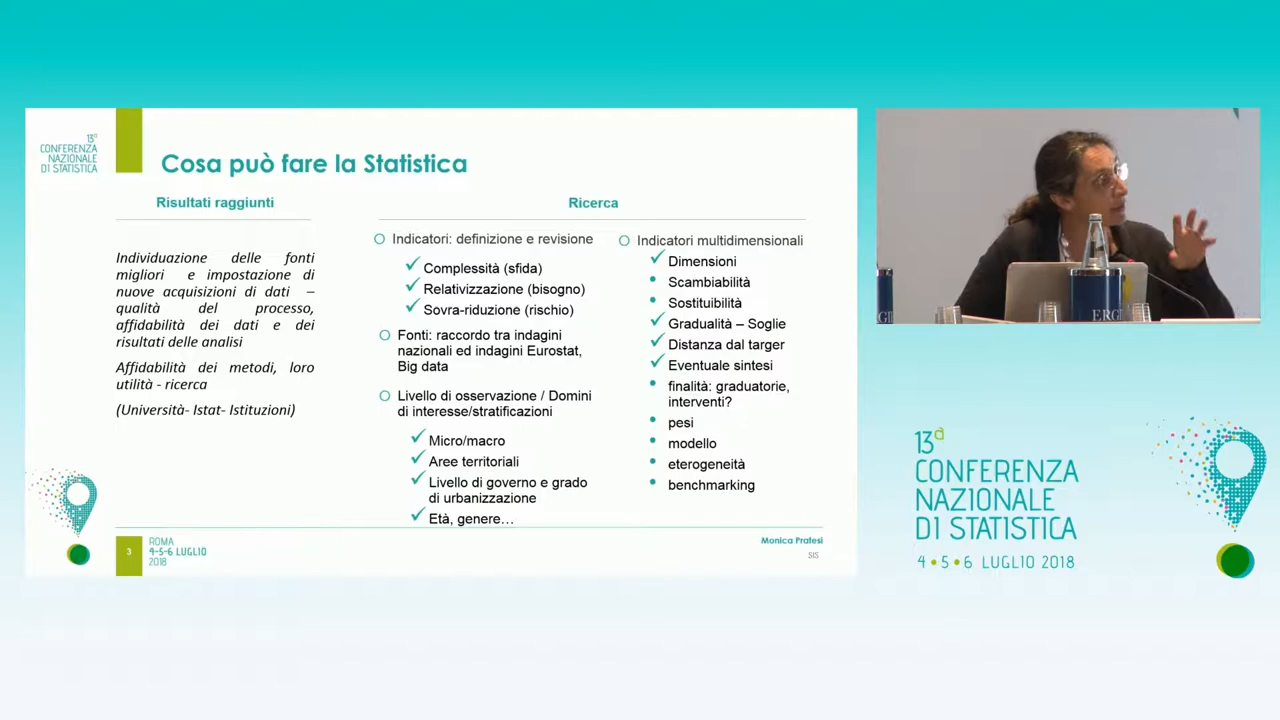 13ª
CONFERENZA
NAZIONALE
DI STATISTICA
Cosa può fare la Statistica
Risultati raggiunti
Individuazione delle fonti
migliori e impostazione di
nuove acquisizioni di dati –
qualità del processo,
affidabilità dei dati e dei
risultati delle analisi
Affidabilità dei metodi, loro
utilità - ricerca
(Università- Istat- Istituzioni)
Ricerca
Indicatori: definizione e revisione
Complessità (sfida)
Relativizzazione (bisogno)
Sovra-riduzione (rischio)
Fonti: raccordo tra indagini
nazionali ed indagini Eurostat,
Big data
Livello di osservazione / Domini
di interesse/stratificazioni
Micro/macro
Aree territoriali
Livello di governo e grado
di urbanizzazione
Età, genere…
Indicatori multidimensionali
Dimensioni
Scambiabilità
Sostituibilità
Gradualità – Soglie
Distanza dal targer
Eventuale sintesi
finalità: graduatorie,
interventi?
pesi
modello
eterogeneità
benchmarking
3
ROMA
4-5-6 LUGLIO
2018
Monica Pratesi
SIS
13ª
CONFERENZA
NAZIONALE
DI STATISTICA
4 • 5 • 6 LUGLIO 2018